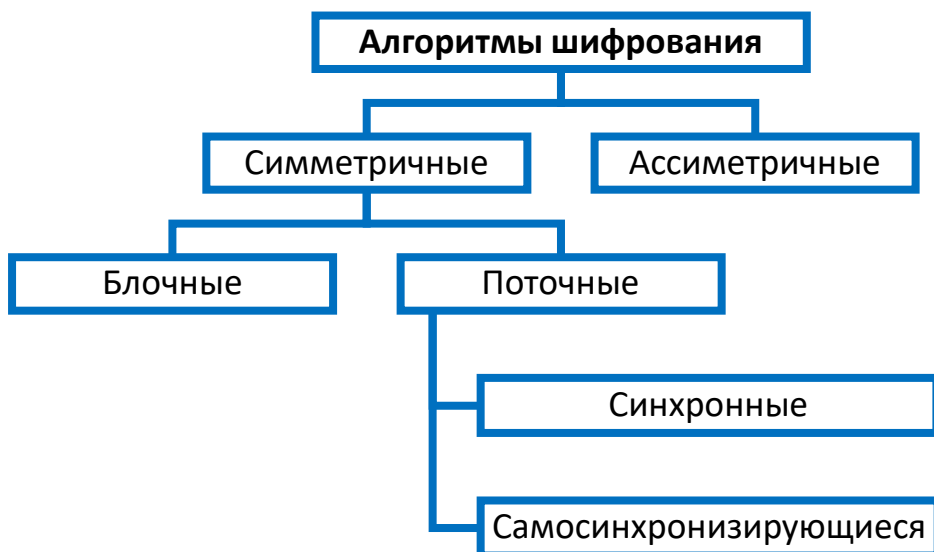 Алгоритмы шифрования
Симметричные
Ассиметричные
Блочные
Поточные
Синхронные
Самосинхронизирующиеся